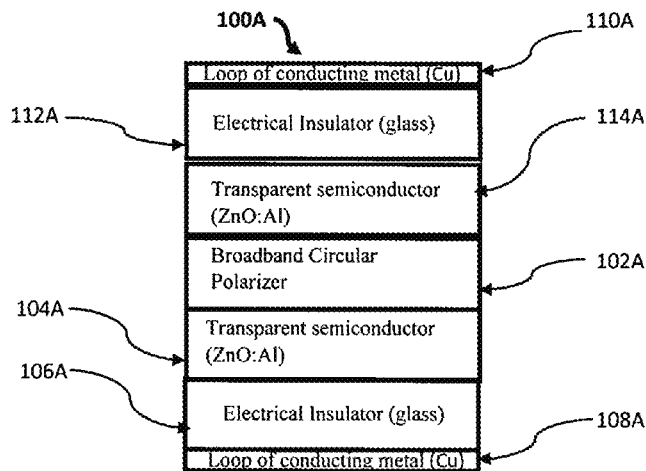 100A
110A
Loop of conducting metal (Cu)
112A
Electrical Insulator (glass)
114A
Transparent semiconductor
(ZnO:Al)
Broadband Circular
Polarizer
102A
104A
Transparent semiconductor
(ZnO:Al)
106A
Electrical Insulator (glass)
108A
Loop of conducting metal (Cu)